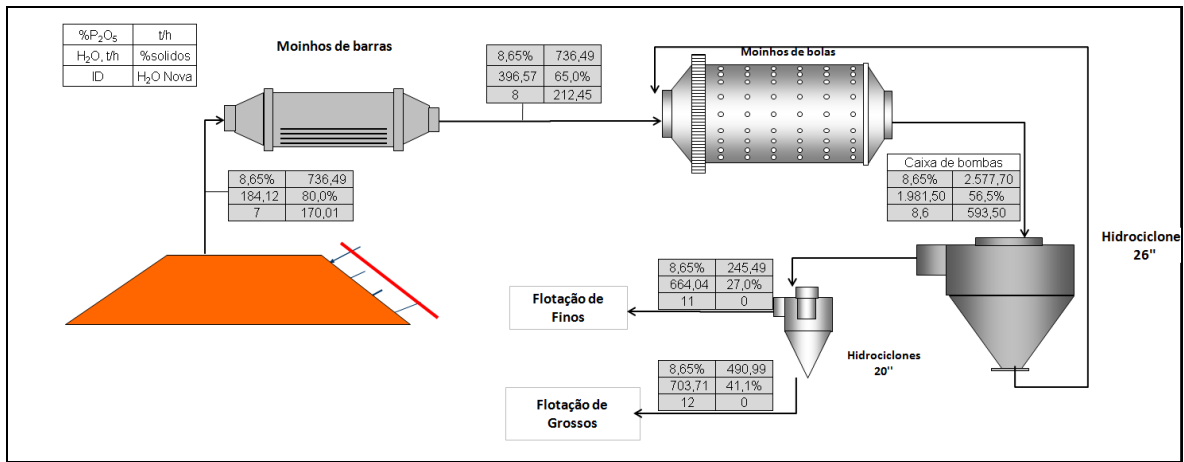 %P2O5 t/h
H2O, t/h %solidos
ID H2O Nova
Moinhos de barras
8,65% 736,49
396,57 65,0%
8 212,45
Moinhos de bolas
8,65% 736,49
184,12 80,0%
7 170,01
Caixa de bombas
8,65% 2.577,70
1.981,50 56,5%
8,6 593,50
Hidrociclone
26"
8,65% 245,49
664,04 27,0%
11 0
Flotação de
Finos
Hidrociclones
20"
8,65% 490,99
703,71 41,1%
12 0
Flotação de
Grossos